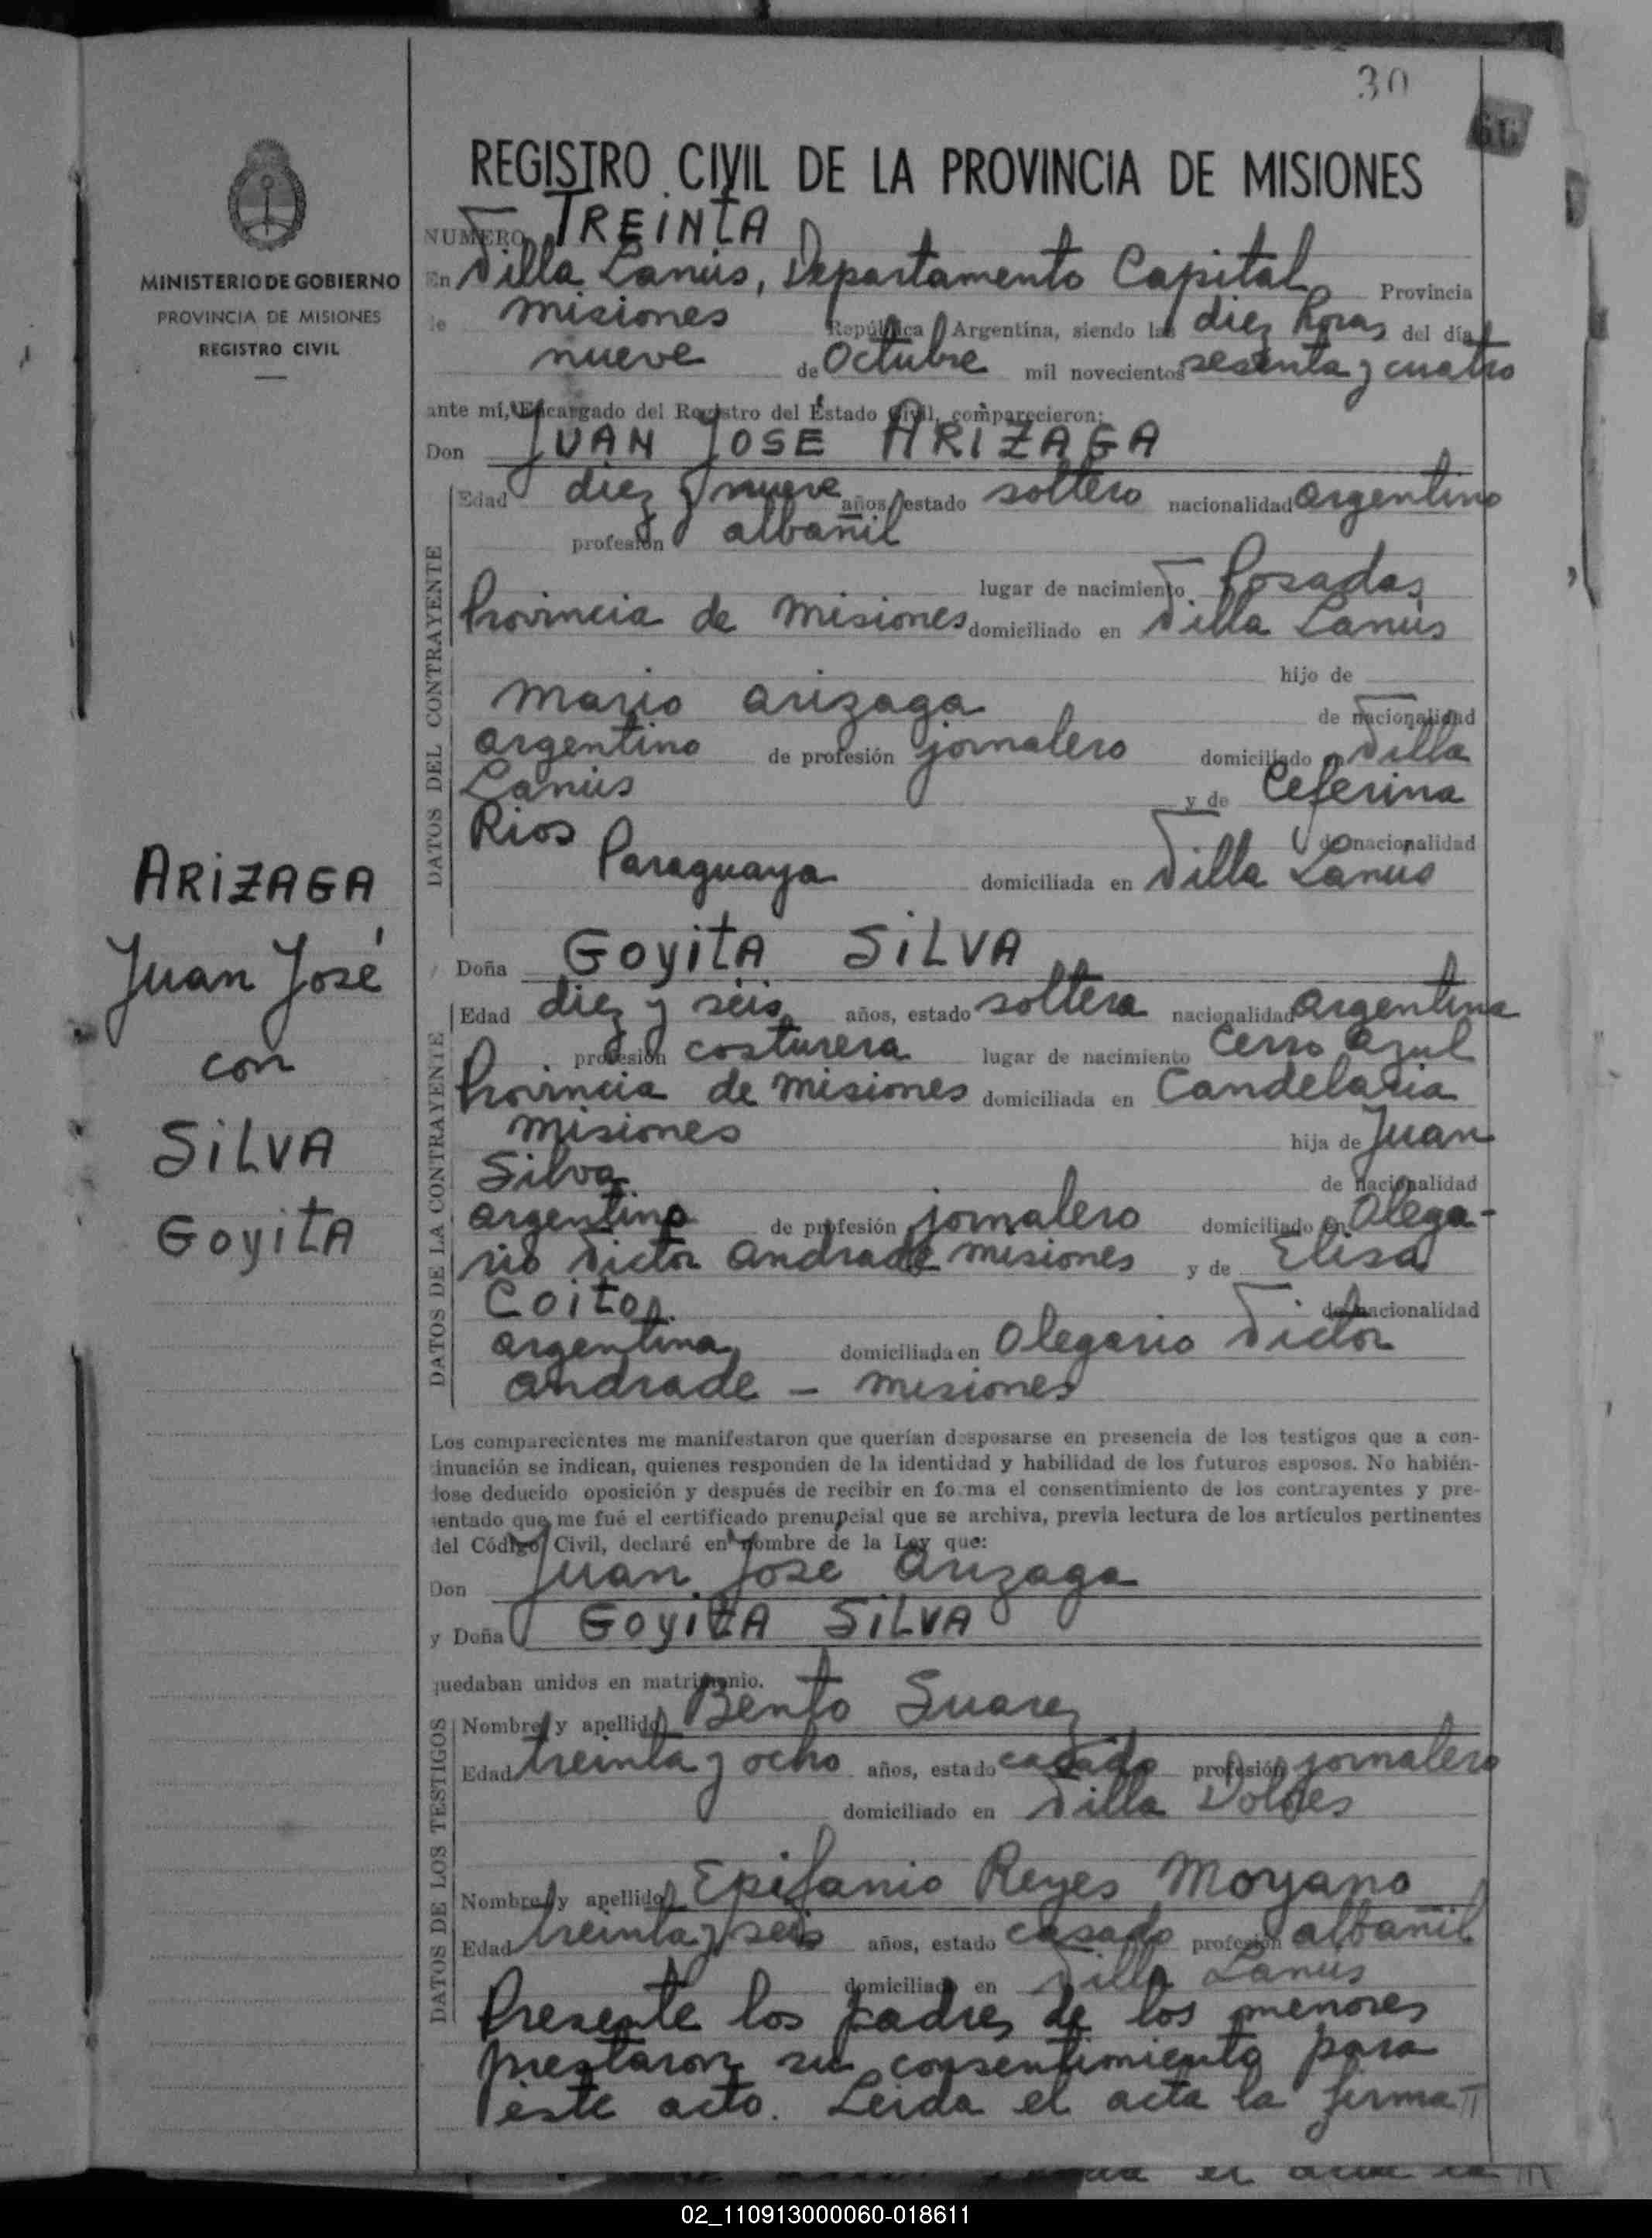 30
REGISTRO CIVIL DE LA PROVINCIA DE MISIONES
MINISTERIO DE GOBIERNO
PROVINCIA DE MISIONES
REGISTRO CIVIL
NUMERO TREINTA
En Villa Lanús, Departamento Capital Provincia
de misiones República Argentina, siendo las diez horas del día
nueve de Octubre mil novecientos sesenta y cuatro
ante mí, Encargado del Registro del Estado Civil, comparecieron:
Don JUAN JOSE ARIZAGA
DATOS DEL CONTRAYENTE
Edad diez y nueve años, estado soltero nacionalidad argentino
profesión albañil
lugar de nacimiento Posadas
Provincia de misiones domiciliado en Villa Lanús
hijo de
mario arizaga de nacionalidad
argentino de profesión jornalero domiciliado en Villa
Lanús y de Ceferina
Rios de nacionalidad
Paraguaya domiciliada en Villa Lanús
ARIZAGA
Juan José
con
SILVA
GoyitA
Doña GoyitA SiLVA
DATOS DE LA CONTRAYENTE
Edad diez y séis años, estado soltera nacionalidad argentina
profesión costurera lugar de nacimiento Cerro azul
Provincia de misiones domiciliada en Candelaria
misiones hija de Juan
Silva de nacionalidad
argentino de profesión jornalero domiciliado en Olega-
rio Victor andrade misiones y de Elisa
Coito de nacionalidad
argentina domiciliada en Olegario Victor
andrade - misiones
Los comparecientes me manifestaron que querían desposarse en presencia de los testigos que a con-
tinuación se indican, quienes responden de la identidad y habilidad de los futuros esposos. No habién-
dose deducido oposición y después de recibir en forma el consentimiento de los contrayentes y pre-
sentado que me fué el certificado prenupcial que se archiva, previa lectura de los artículos pertinentes
del Código Civil, declaré en nombre de la Ley que:
Don Juan Jose arizaga
y Doña GoyitA SiLVA
quedaban unidos en matrimonio.
DATOS DE LOS TESTIGOS
Nombre y apellido Bento Suarez
Edad treinta y ocho años, estado casado profesión jornalero
domiciliado en Villa Dolores
Nombre y apellido Epifanio Reyes Moyano
Edad treinta y seis años, estado casado profesión albañil
domiciliado en Villa Lanus
Presente los padres de los menores
prestaron su consentimiento para
éste acto. Leida el acta la firma
02_110913000060-018611